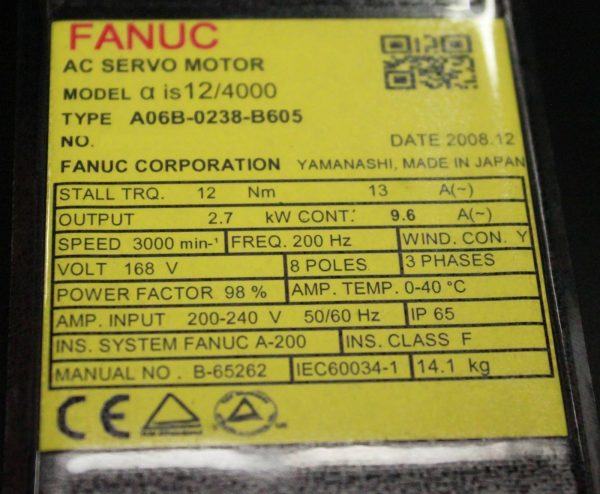 FANUC
AC SERVO MOTOR
MODEL α is12/4000
TYPE A06B-0238-B605
NO. DATE 2008.12
FANUC CORPORATION YAMANASHI, MADE IN JAPAN
STALL TRQ. 12 Nm 13 A(~)
OUTPUT 2.7 kW CONT. 9.6 A(~)
SPEED 3000 min-¹ FREQ. 200 Hz WIND. CON. Y
VOLT 168 V 8 POLES 3 PHASES
POWER FACTOR 98 % AMP. TEMP. 0-40 °C
AMP. INPUT 200-240 V 50/60 Hz IP 65
INS. SYSTEM FANUC A-200 INS. CLASS F
MANUAL NO. B-65262 IEC60034-1 14.1 kg
CE